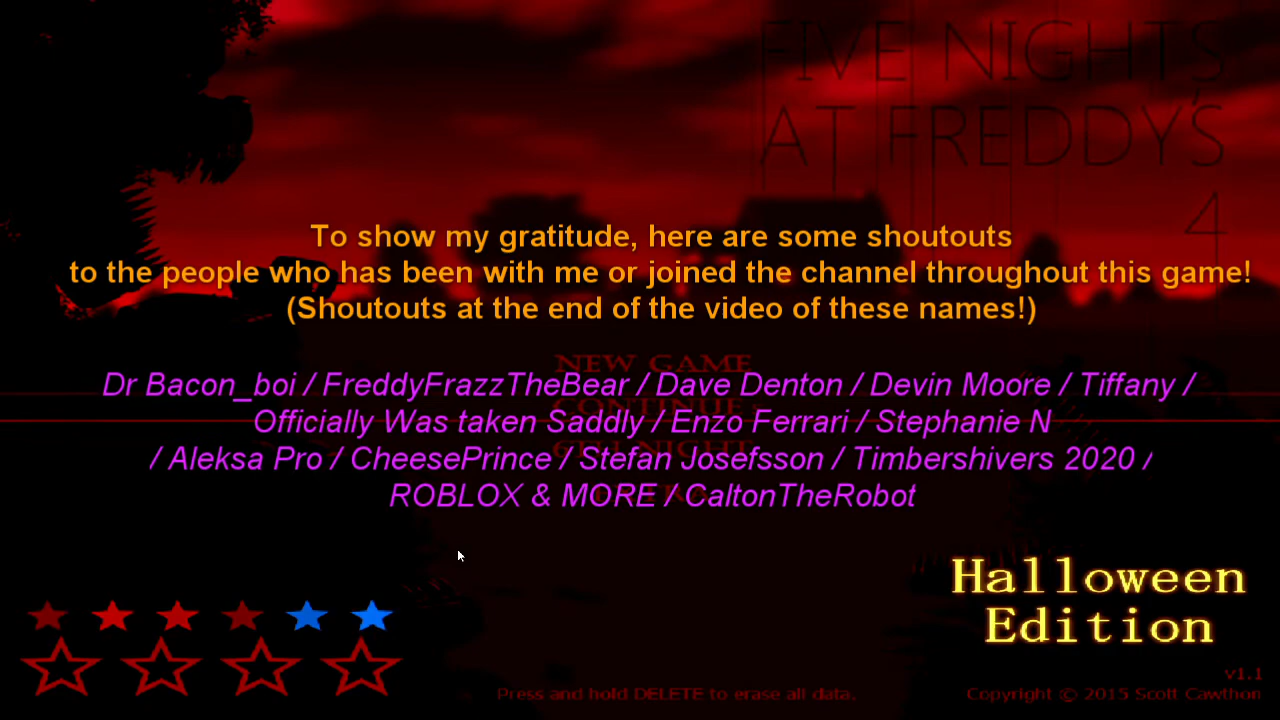 FIVE NIGHTS
AT FREDDY'S
4
To show my gratitude, here are some shoutouts
to the people who has been with me or joined the channel throughout this game!
(Shoutouts at the end of the video of these names!)
NEW GAME
Dr Bacon_boi / FreddyFrazzTheBear / Dave Denton / Devin Moore / Tiffany /
CONTINUE
Officially Was taken Saddly / Enzo Ferrari / Stephanie N
NIGHT
/ Aleksa Pro / CheesePrince / Stefan Josefsson / Timbershivers 2020 /
EXTRA
ROBLOX & MORE / CaltonTheRobot
Halloween
Edition
v1.1
Press and hold DELETE to erase all data.
Copyright © 2015 Scott Cawthon